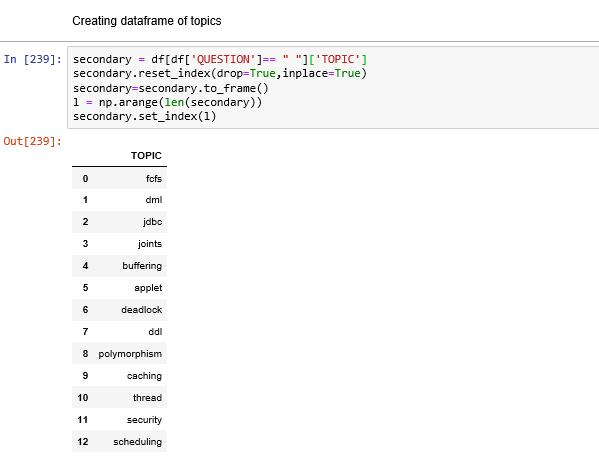 Creating dataframe of topics
In [239]: secondary = df[df['QUESTION']== " "]['TOPIC']
secondary.reset_index(drop=True,inplace=True)
secondary=secondary.to_frame()
l = np.arange(len(secondary))
secondary.set_index(l)
Out[239]:
TOPIC
0 fcfs
1 dml
2 jdbc
3 joints
4 buffering
5 applet
6 deadlock
7 ddl
8 polymorphism
9 caching
10 thread
11 security
12 scheduling